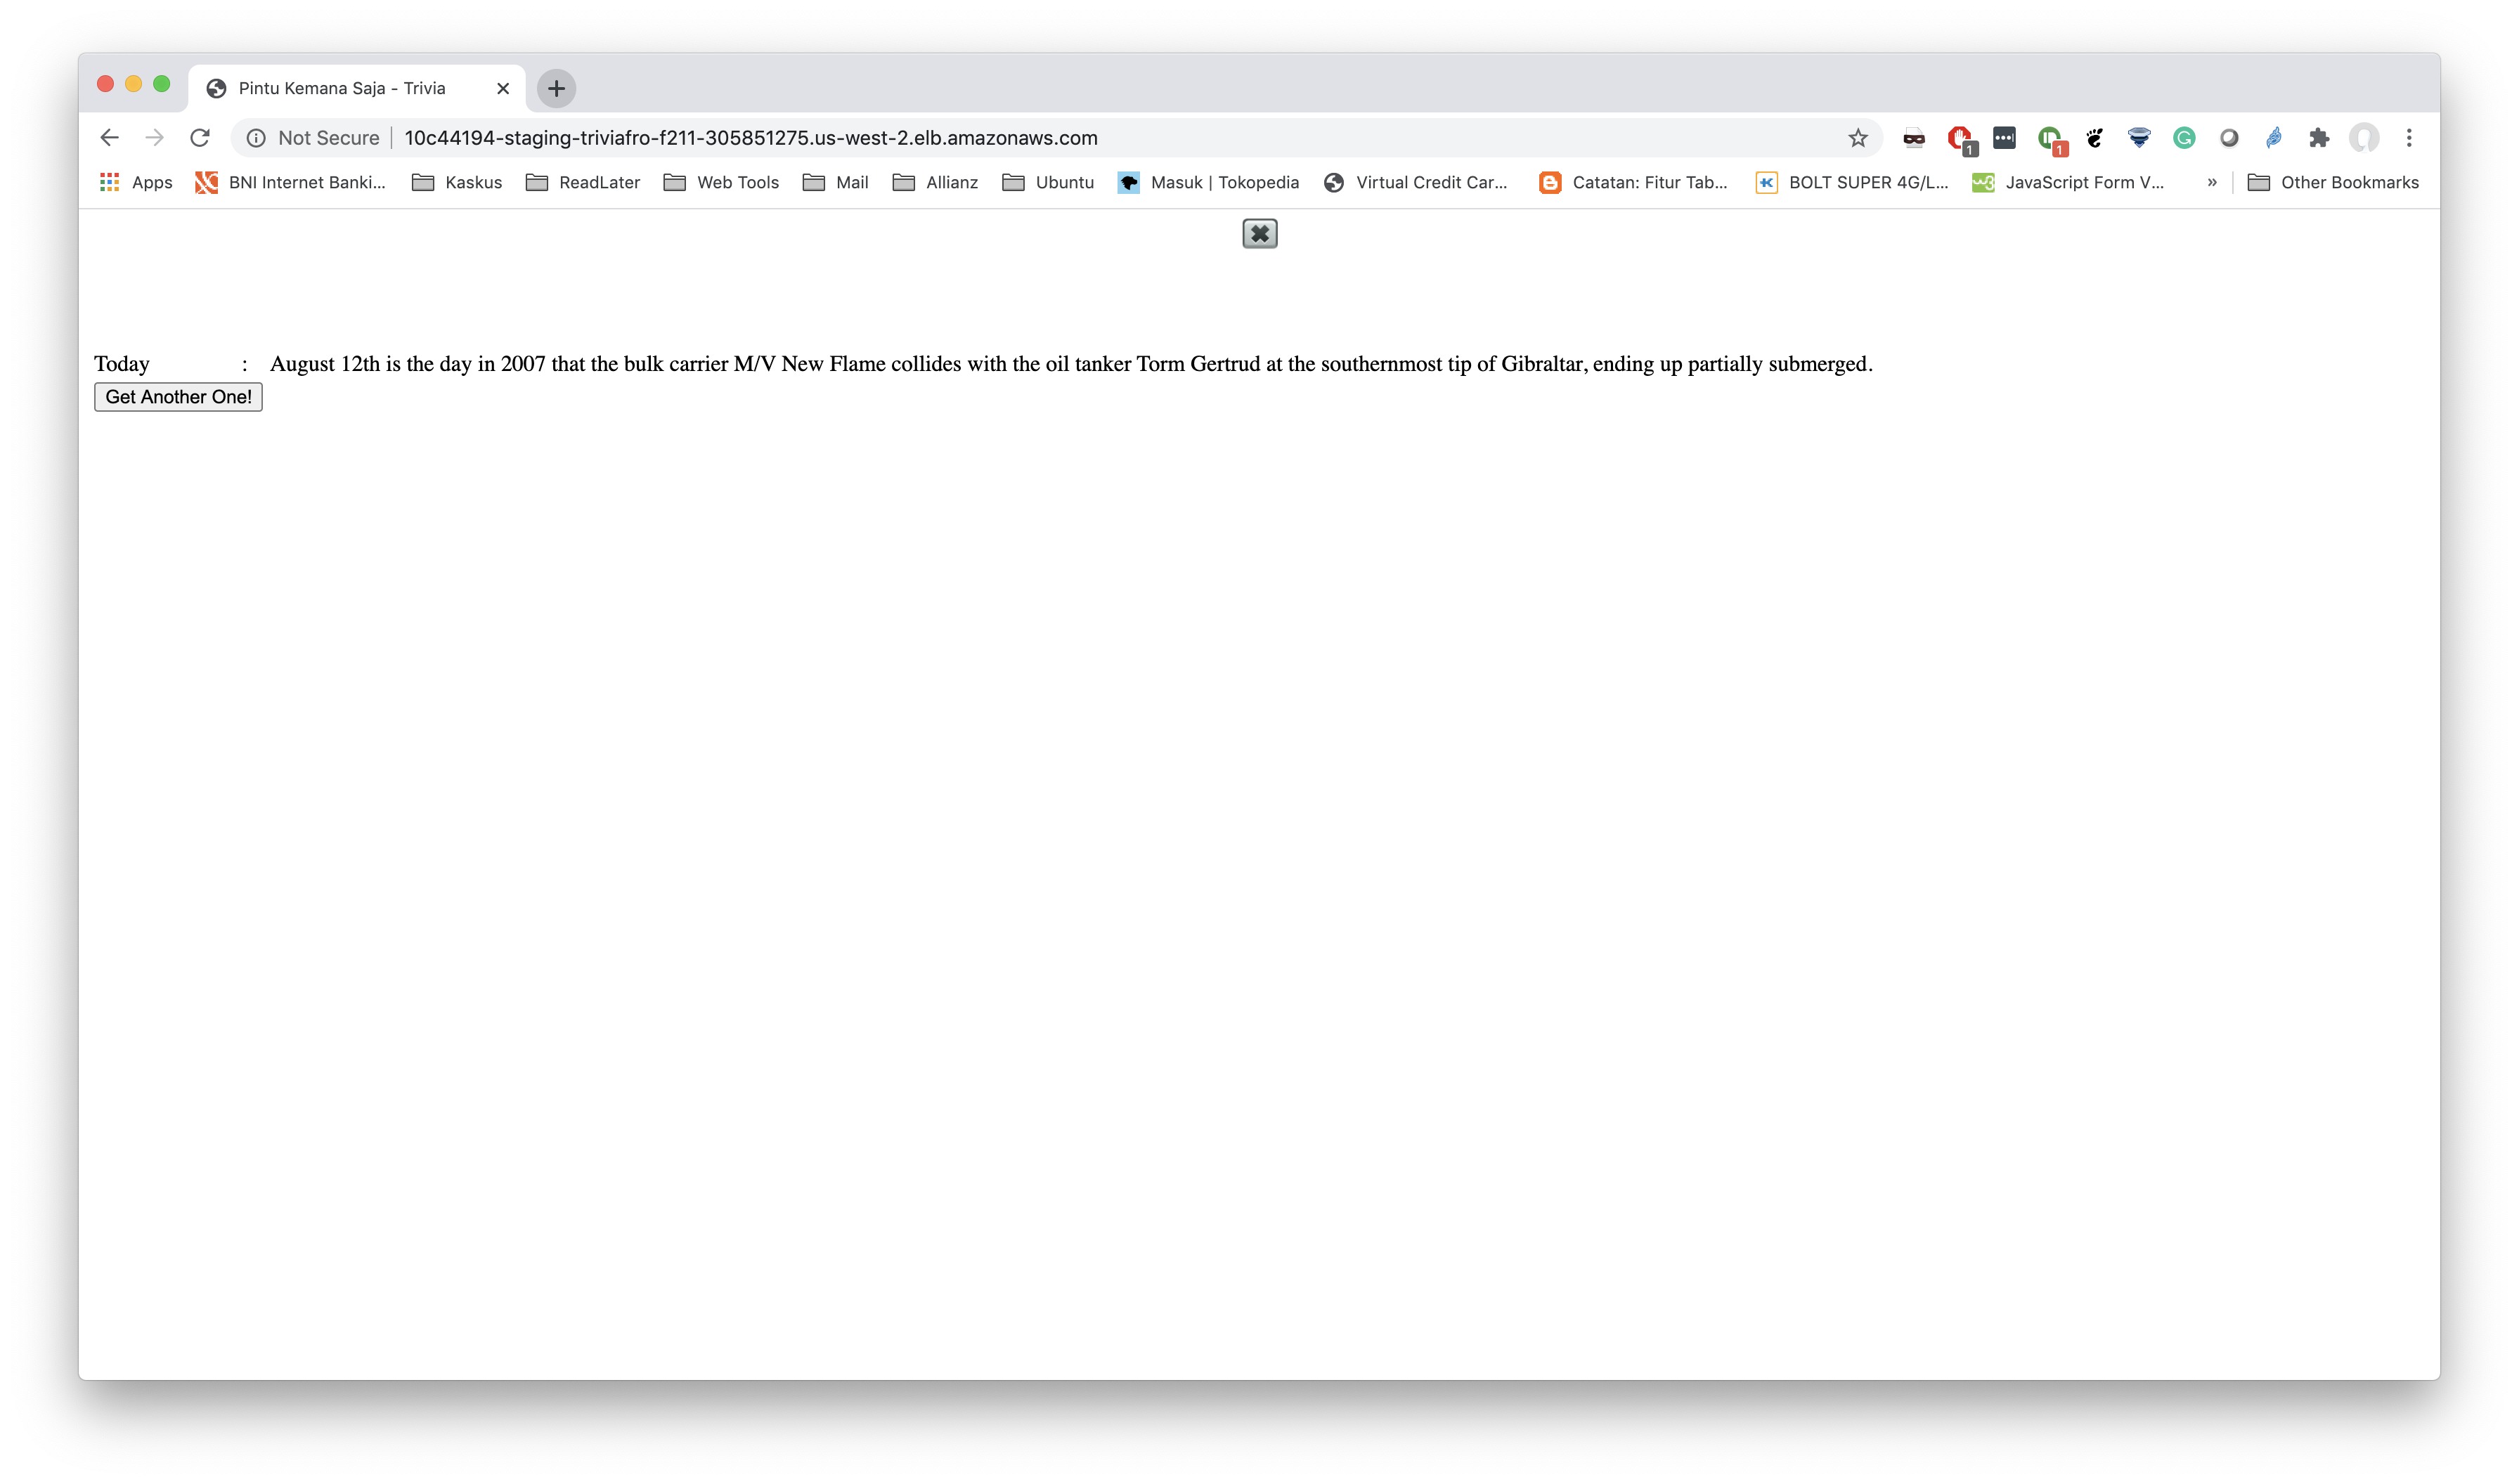 Pintu Kemana Saja - Trivia
Not Secure 10c44194-staging-triviafro-f211-305851275.us-west-2.elb.amazonaws.com
1 1
Apps BNI Internet Banki... Kaskus ReadLater Web Tools Mail Allianz Ubuntu Masuk | Tokopedia Virtual Credit Car... Catatan: Fitur Tab... BOLT SUPER 4G/L... JavaScript Form V... » Other Bookmarks
Today : August 12th is the day in 2007 that the bulk carrier M/V New Flame collides with the oil tanker Torm Gertrud at the southernmost tip of Gibraltar, ending up partially submerged.
Get Another One!